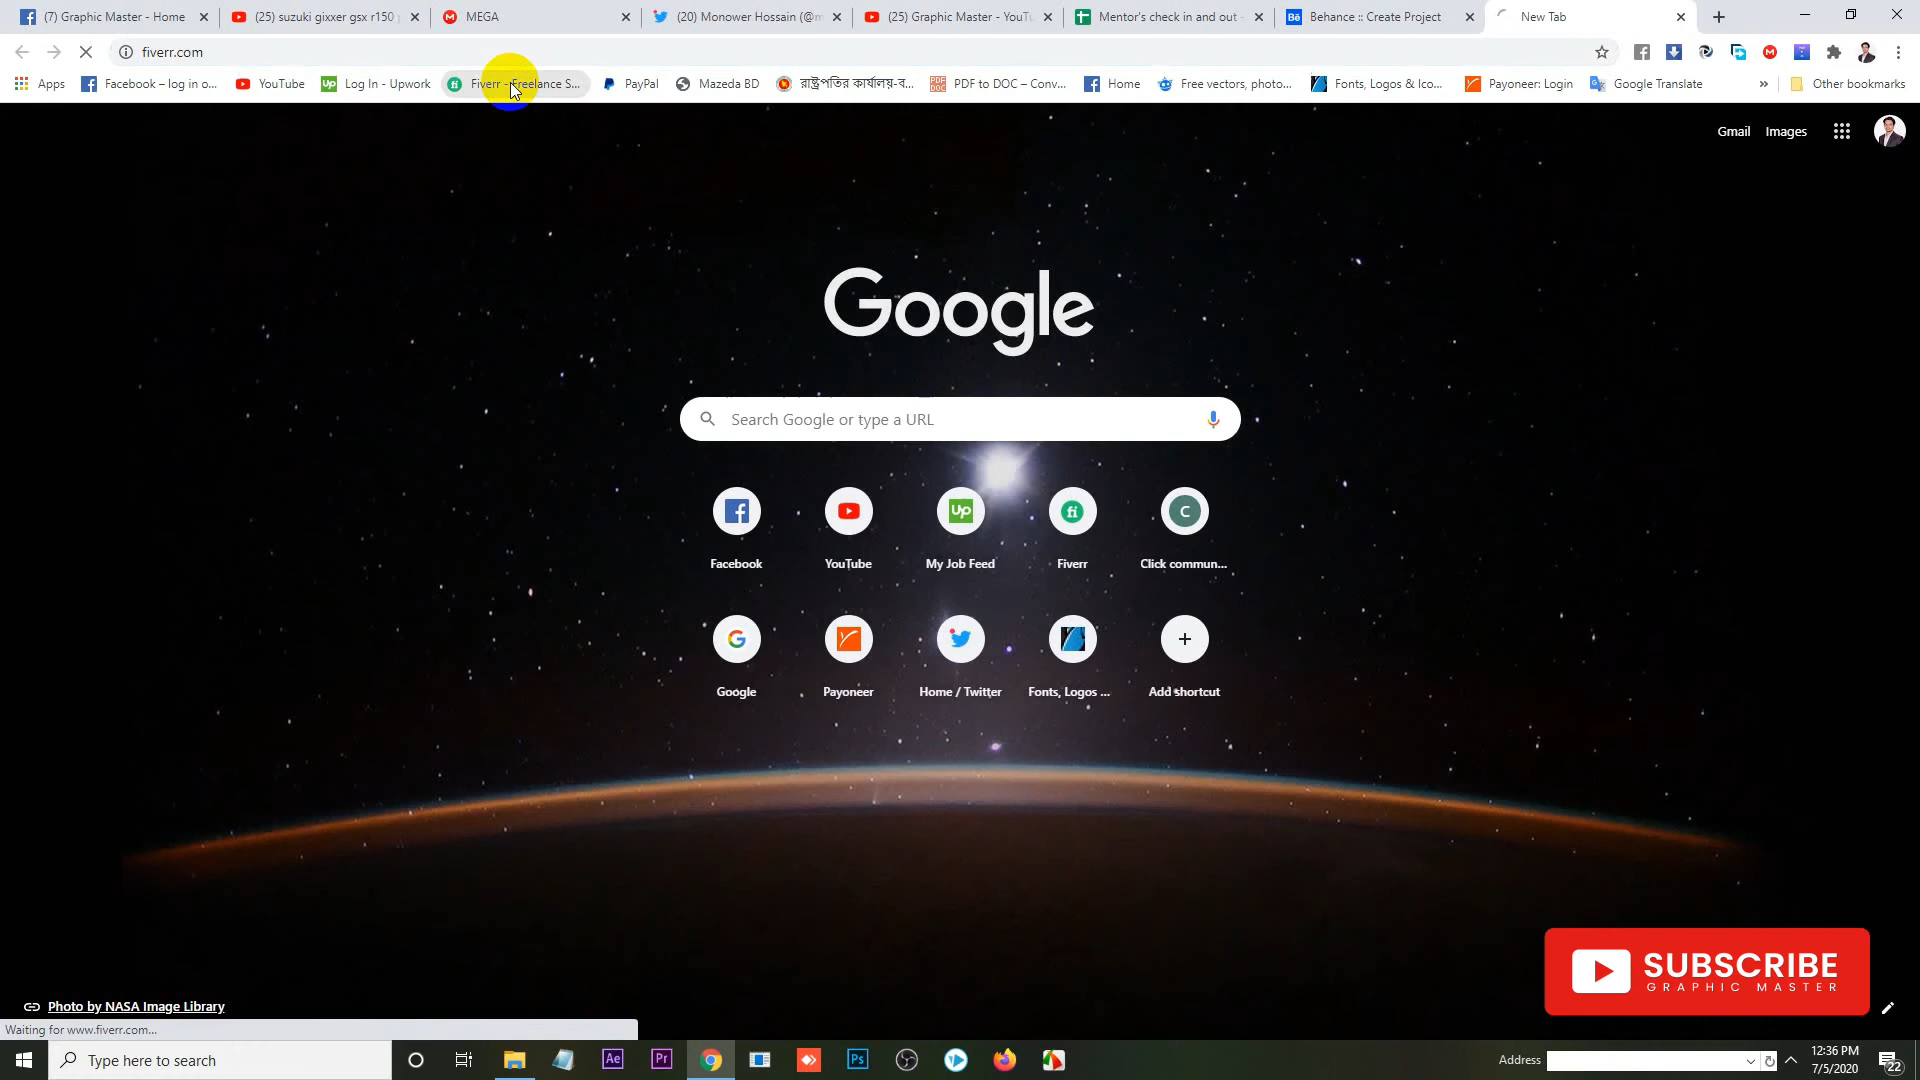 (7) Graphic Master - Home
(25) suzuki gixxer gsx r150
MEGA
(20) Monower Hossain (@m
(25) Graphic Master - YouTu
Mentor's check in and out -
Behance :: Create Project
New Tab
fiverr.com
Apps
Facebook – log in o...
YouTube
Log In - Upwork
Fiverr - Freelance S...
PayPal
Mazeda BD
রাষ্ট্রপতির কার্যালয়-ব...
PDF to DOC – Conv...
Home
Free vectors, photo...
Fonts, Logos & Ico...
Payoneer: Login
Google Translate
»
Other bookmarks
Gmail
Images
Google
Search Google or type a URL
Facebook
YouTube
My Job Feed
Fiverr
Click commun...
Google
Payoneer
Home / Twitter
Fonts, Logos ...
Add shortcut
SUBSCRIBE
GRAPHIC MASTER
Photo by NASA Image Library
Waiting for www.fiverr.com...
Type here to search
Address
12:36 PM
7/5/2020
22